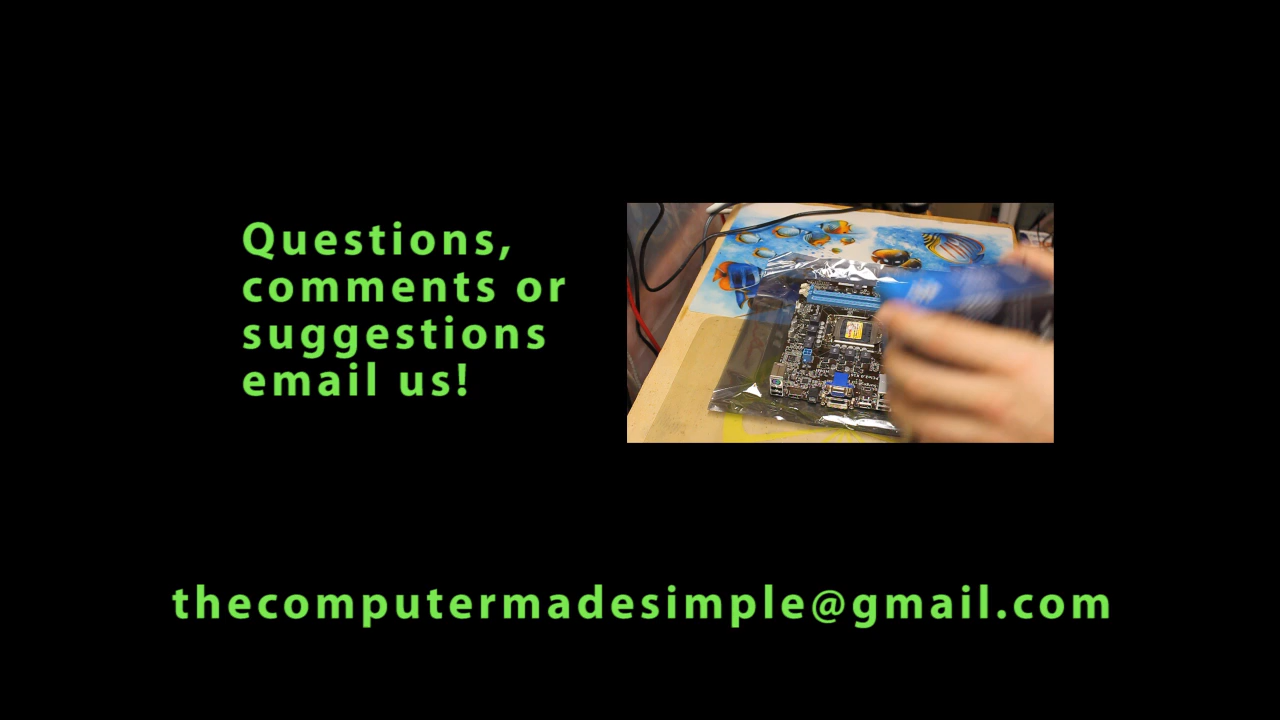 Questions,
comments or
suggestions
email us!
thecomputermadesimple@gmail.com